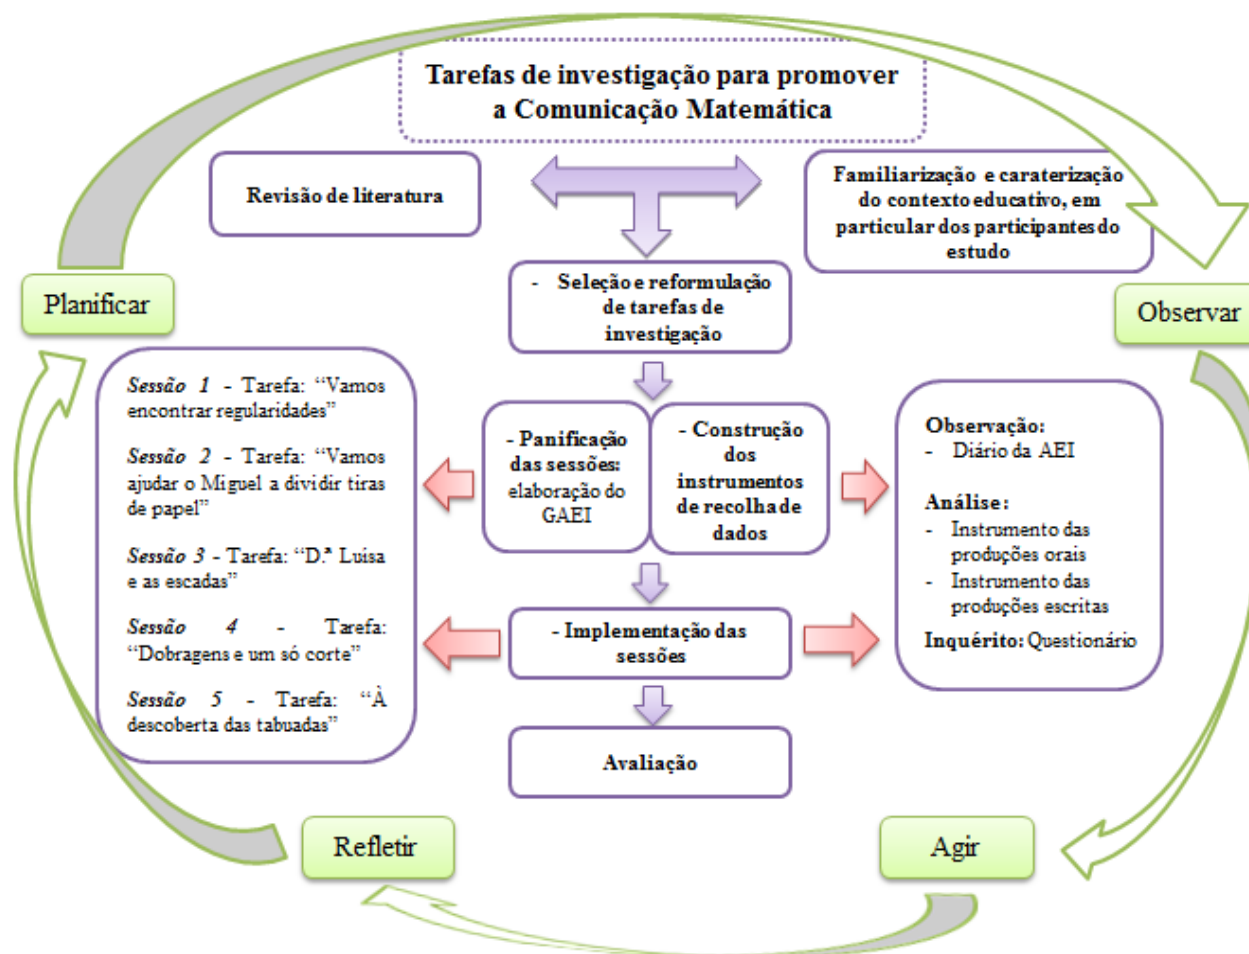 Tarefas de investigação para promover
a Comunicação Matemática
Revisão de literatura
Familiarização e caraterização
do contexto educativo, em
particular dos participantes do
estudo
- Seleção e reformulação
de tarefas de
investigação
Planificar
Observar
Sessão 1 - Tarefa: “Vamos
encontrar regularidades”
Sessão 2 - Tarefa: “Vamos
ajudar o Miguel a dividir tiras
de papel”
Sessão 3 - Tarefa: “D.ª Luísa
e as escadas”
Sessão 4 - Tarefa:
“Dobragens e um só corte”
Sessão 5 - Tarefa: “À
descoberta das tabuadas”
- Panificação
das sessões:
elaboração do
GAEI
- Construção
dos
instrumentos
de recolha de
dados
Observação:
- Diário da AEI
Análise:
- Instrumento das
produções orais
- Instrumento das
produções escritas
Inquérito: Questionário
- Implementação das
sessões
Avaliação
Refletir
Agir